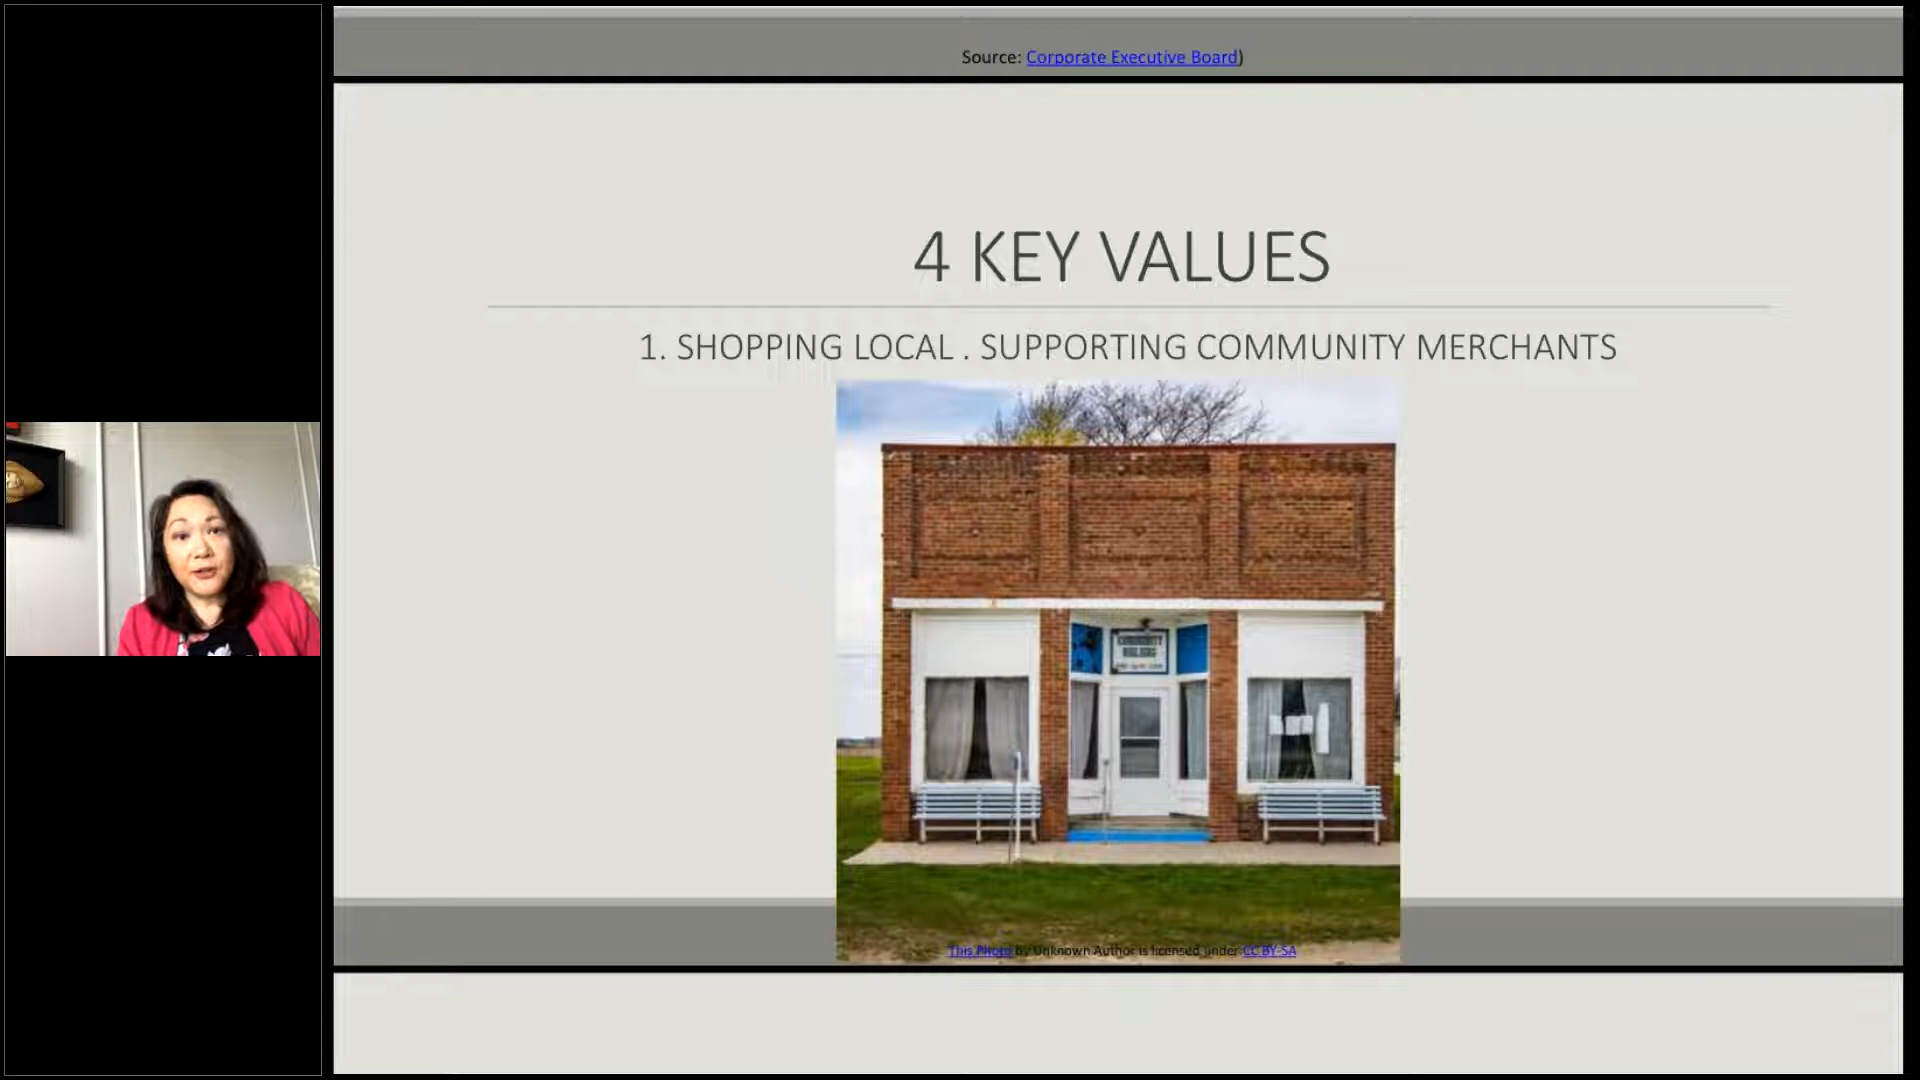 Source: Corporate Executive Board)
4 KEY VALUES
1. SHOPPING LOCAL . SUPPORTING COMMUNITY MERCHANTS
COMMUNITY
This Photo by Unknown Author is licensed under CC BY-SA